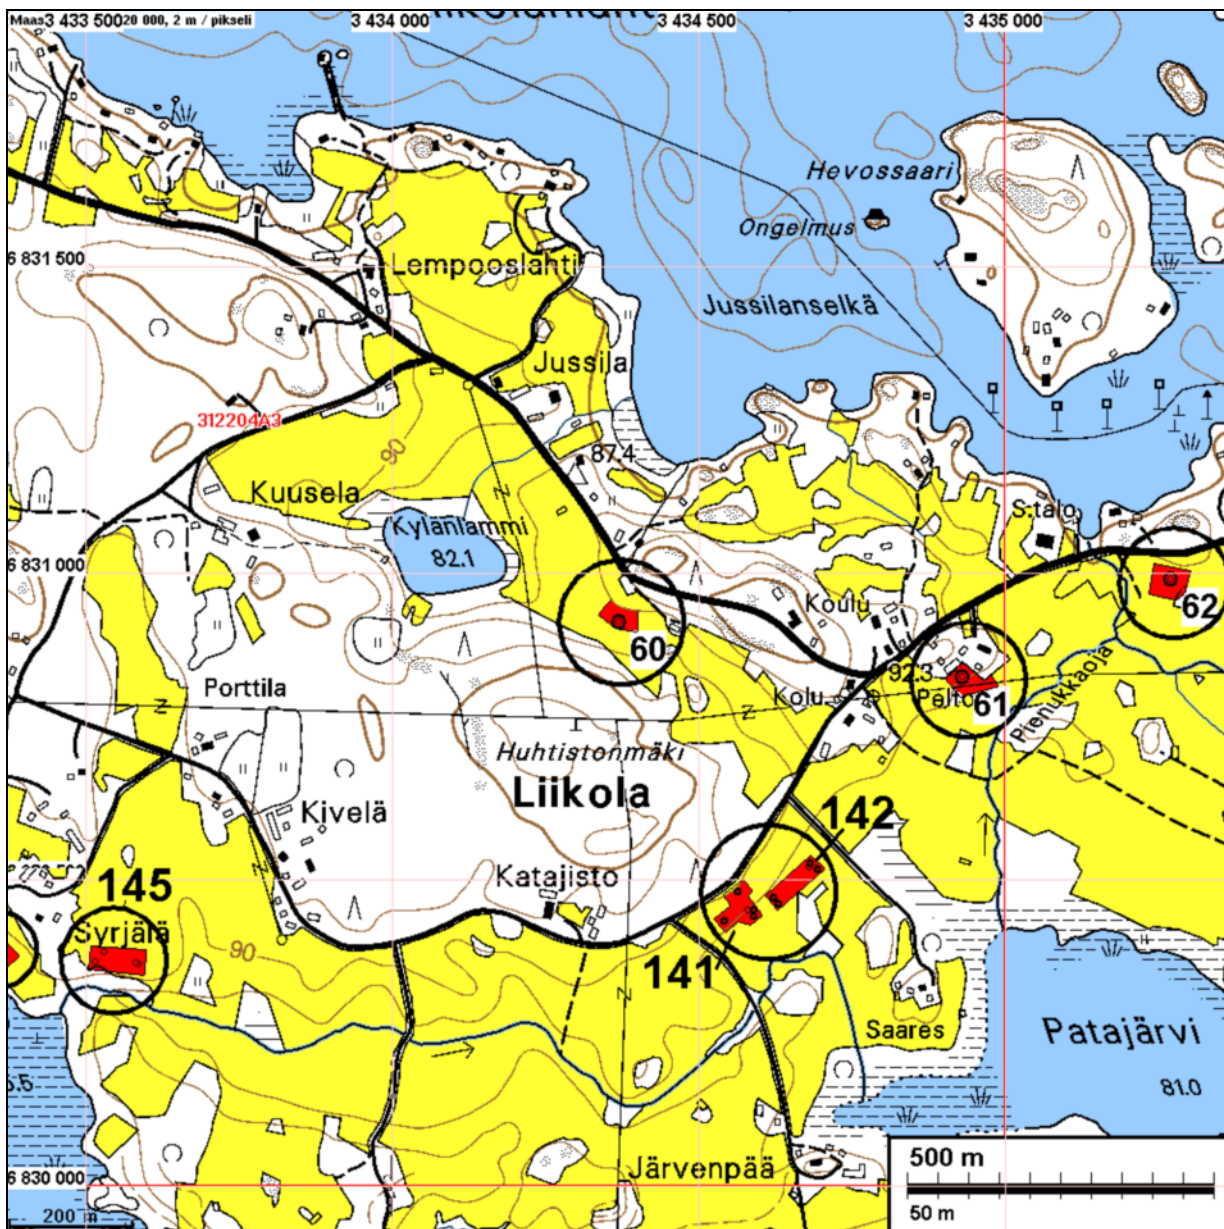 3 433 500
20 000, 2 m / pikseli
3 434 000
3 434 500
3 435 000
Hevossaari
Ongelmus
6 831 500
Lempooslahti
Jussilanselkä
Jussila
312204A3
87.4
90
Kuusela
Kylänlammi
82.1
S:talo
6 831 000
Koulu
62
60
92.3
Porttila
Kolu
Pelto
61
Pienukkaoja
Huhtistonmäki
Liikola
Kivelä
142
Katajisto
145
Syrjälä
90
141
Saares
Patajärvi
81.0
500 m
Järvenpää
6 830 000
50 m
200 m